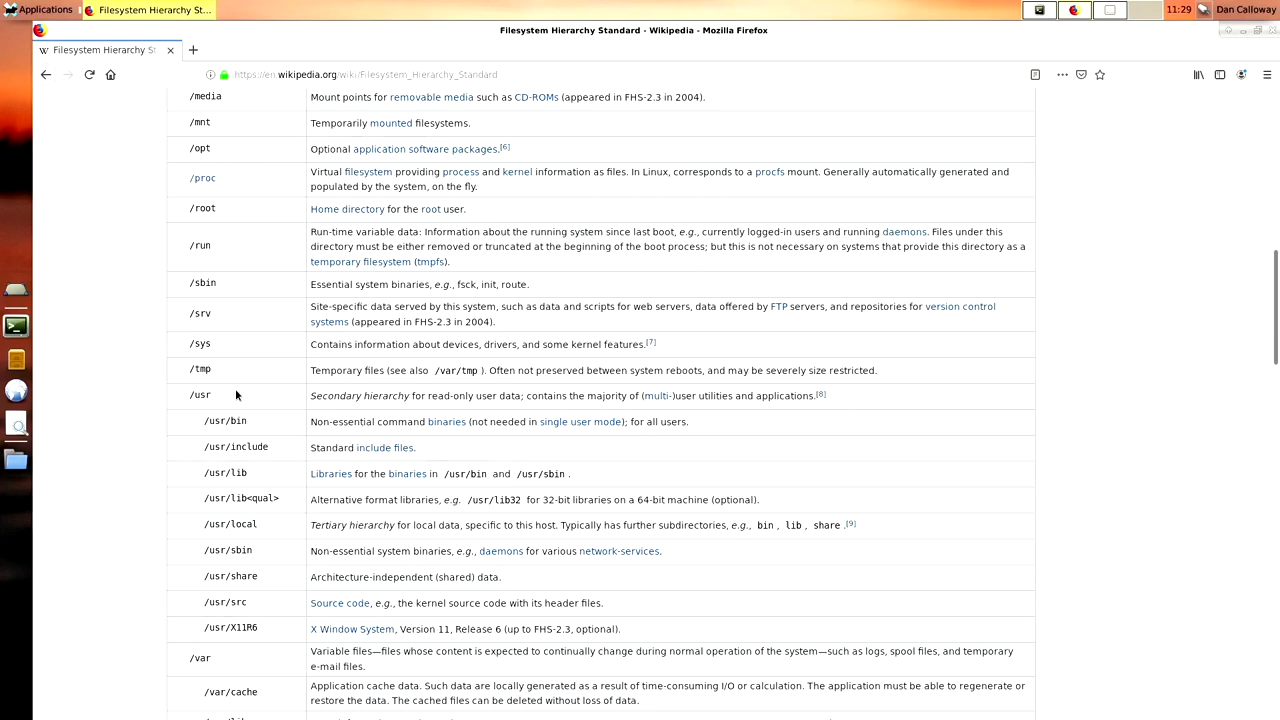 Applications
Filesystem Hierarchy St...
11:29
Dan Calloway
Filesystem Hierarchy Standard - Wikipedia - Mozilla Firefox
W Filesystem Hierarchy St
https://en.wikipedia.org/wiki/Filesystem_Hierarchy_Standard
/media Mount points for removable media such as CD-ROMs (appeared in FHS-2.3 in 2004).
/mnt Temporarily mounted filesystems.
/opt Optional application software packages.[6]
/proc Virtual filesystem providing process and kernel information as files. In Linux, corresponds to a procfs mount. Generally automatically generated and
populated by the system, on the fly.
/root Home directory for the root user.
/run Run-time variable data: Information about the running system since last boot, e.g., currently logged-in users and running daemons. Files under this
directory must be either removed or truncated at the beginning of the boot process; but this is not necessary on systems that provide this directory as a
temporary filesystem (tmpfs).
/sbin Essential system binaries, e.g., fsck, init, route.
/srv Site-specific data served by this system, such as data and scripts for web servers, data offered by FTP servers, and repositories for version control
systems (appeared in FHS-2.3 in 2004).
/sys Contains information about devices, drivers, and some kernel features.[7]
/tmp Temporary files (see also /var/tmp ). Often not preserved between system reboots, and may be severely size restricted.
/usr Secondary hierarchy for read-only user data; contains the majority of (multi-)user utilities and applications.[8]
/usr/bin Non-essential command binaries (not needed in single user mode); for all users.
/usr/include Standard include files.
/usr/lib Libraries for the binaries in /usr/bin and /usr/sbin .
/usr/lib<qual> Alternative format libraries, e.g. /usr/lib32 for 32-bit libraries on a 64-bit machine (optional).
/usr/local Tertiary hierarchy for local data, specific to this host. Typically has further subdirectories, e.g., bin , lib , share .[9]
/usr/sbin Non-essential system binaries, e.g., daemons for various network-services.
/usr/share Architecture-independent (shared) data.
/usr/src Source code, e.g., the kernel source code with its header files.
/usr/X11R6 X Window System, Version 11, Release 6 (up to FHS-2.3, optional).
/var Variable files—files whose content is expected to continually change during normal operation of the system—such as logs, spool files, and temporary
e-mail files.
/var/cache Application cache data. Such data are locally generated as a result of time-consuming I/O or calculation. The application must be able to regenerate or
restore the data. The cached files can be deleted without loss of data.